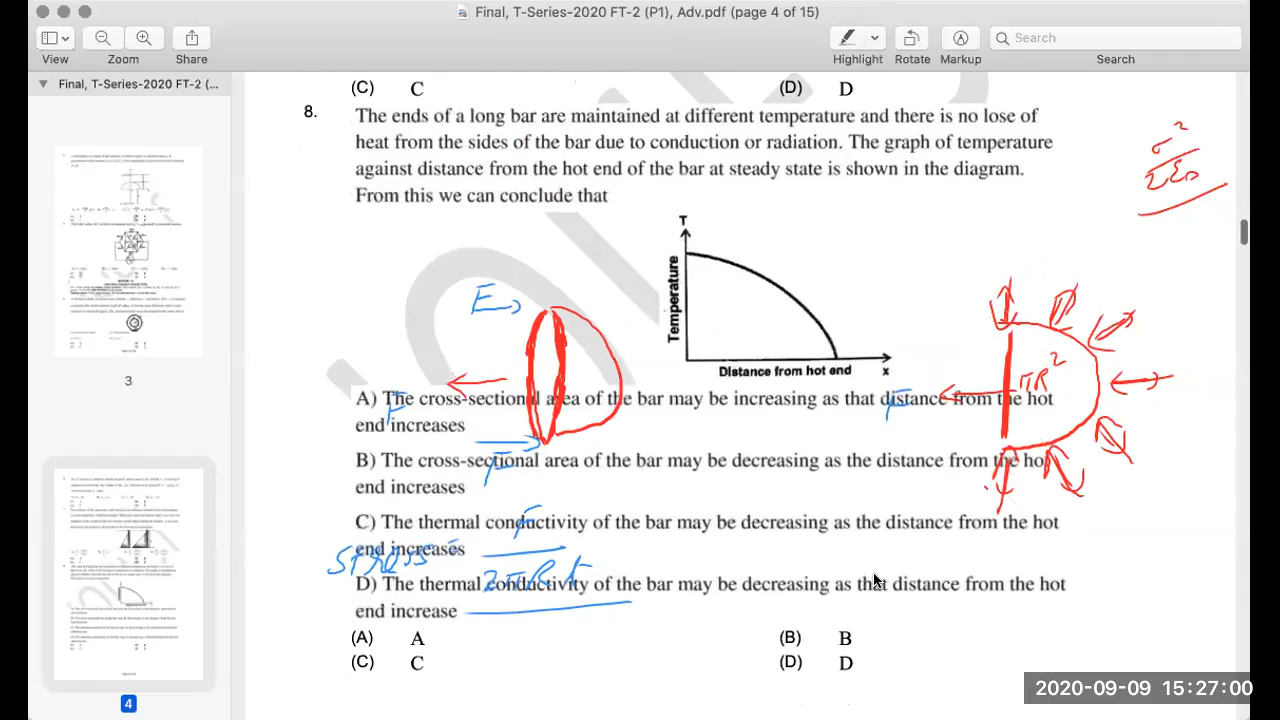 Final, T-Series-2020 FT-2 (P1), Adv.pdf (page 4 of 15)
View
Zoom
Share
Highlight
Rotate
Markup
Search
Search
Final, T-Series-2020 FT-2 (...
3
4
(C) C (D) D
8. The ends of a long bar are maintained at different temperature and there is no lose of
heat from the sides of the bar due to conduction or radiation. The graph of temperature
against distance from the hot end of the bar at steady state is shown in the diagram.
From this we can conclude that
σ²
2ε₀
T
Temperature
Distance from hot end x
E
πR²
A) The cross-sectional area of the bar may be increasing as that distance from the hot
end increases
F
F
B) The cross-sectional area of the bar may be decreasing as the distance from the hot
end increases
F
C) The thermal conductivity of the bar may be decreasing as the distance from the hot
end increases
stress = F
2πRt
D) The thermal conductivity of the bar may be decreasing as that distance from the hot
end increase
(A) A (B) B
(C) C (D) D
2020-09-09 15:27:00